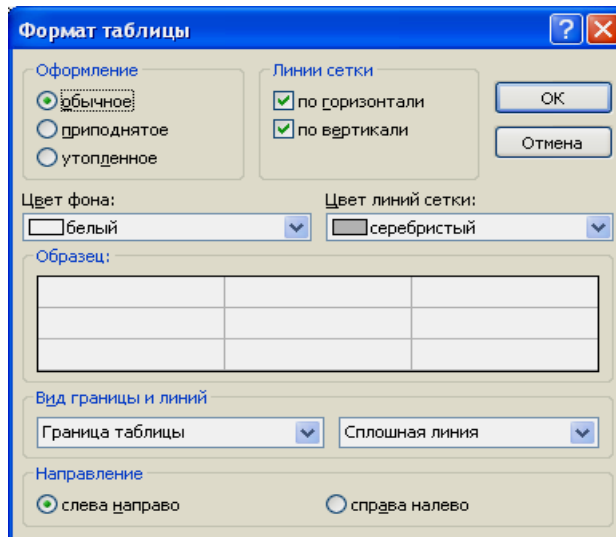 Формат таблицы
Оформление
обычное
приподнятое
утопленное
Линии сетки
по горизонтали
по вертикали
ОК
Отмена
Цвет фона:
белый
Цвет линий сетки:
серебристый
Образец:
Вид границы и линий
Граница таблицы
Сплошная линия
Направление
слева направо
справа налево